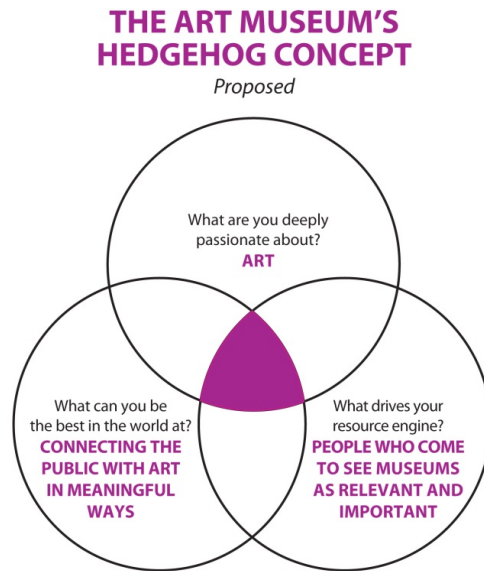 THE ART MUSEUM’S
HEDGEHOG CONCEPT
Proposed
What are you deeply
passionate about?
ART
What can you be
the best in the world at?
CONNECTING THE
PUBLIC WITH ART
IN MEANINGFUL
WAYS
What drives your
resource engine?
PEOPLE WHO COME
TO SEE MUSEUMS
AS RELEVANT AND
IMPORTANT